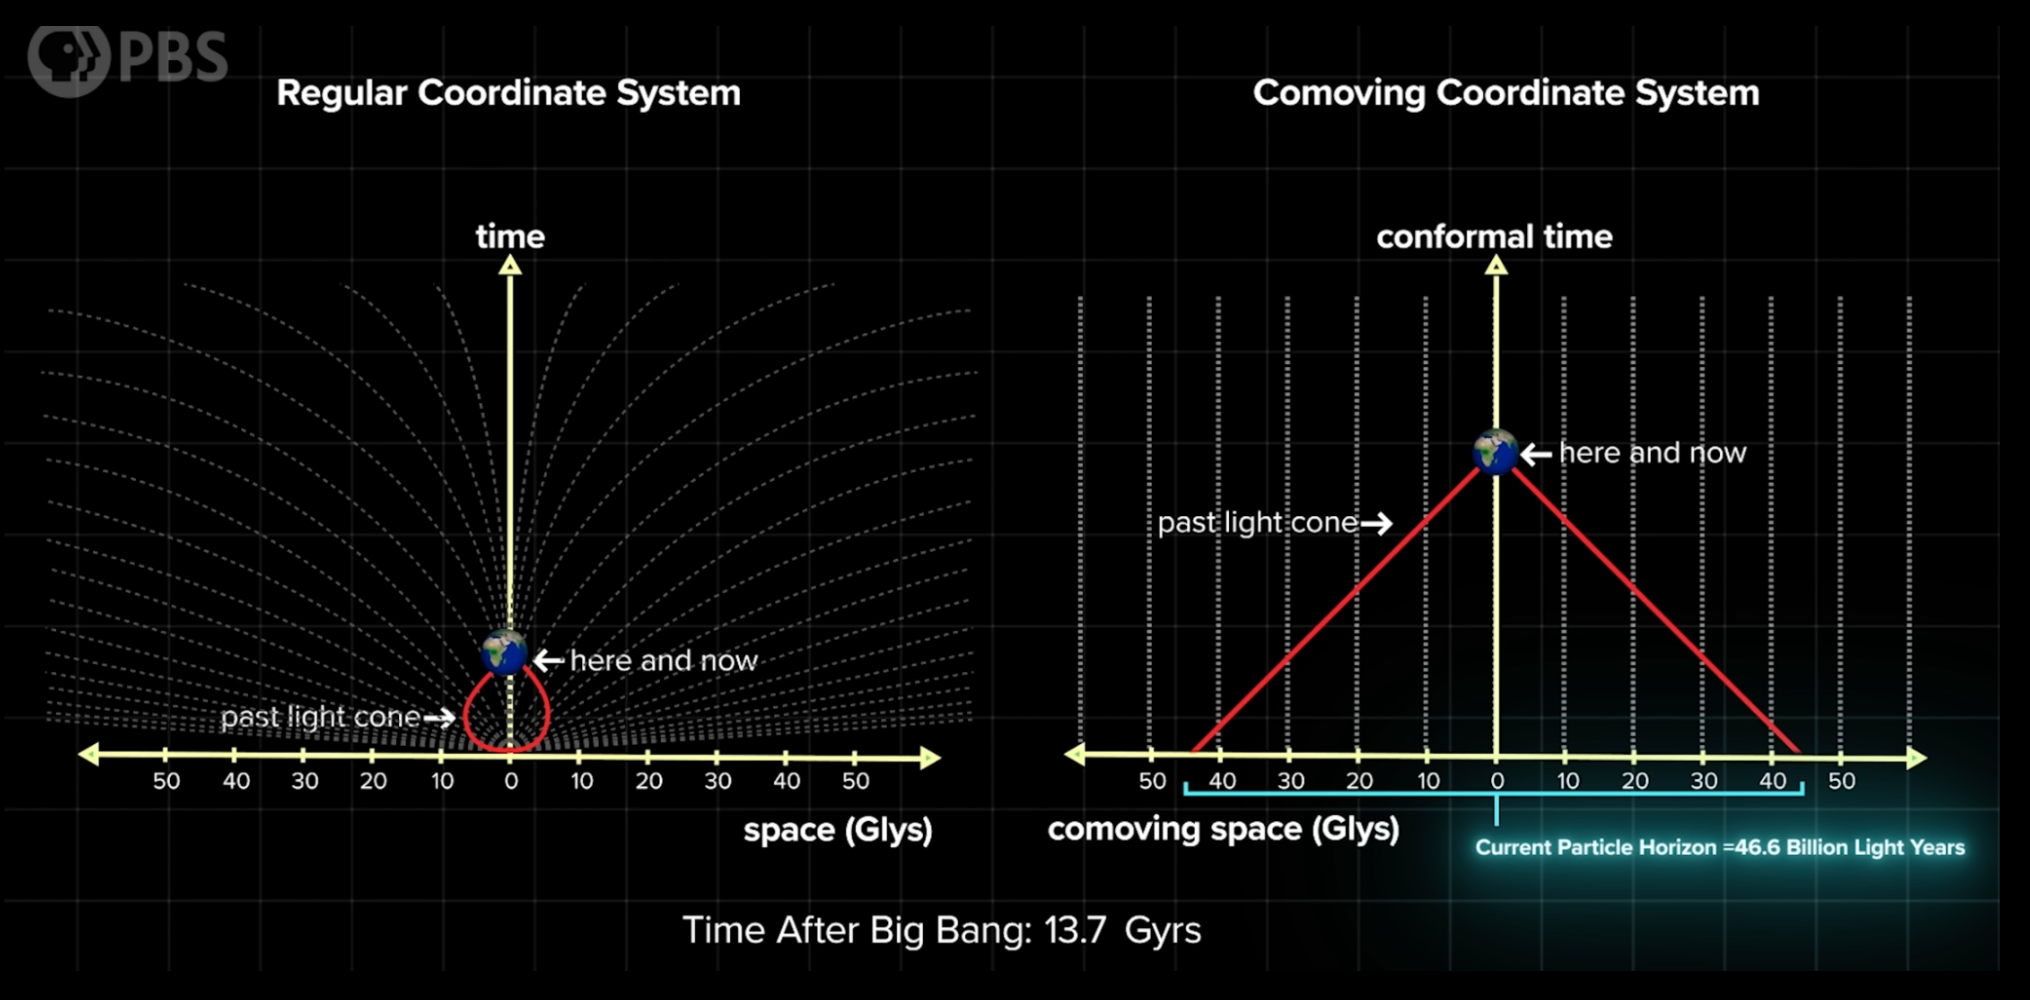 PBS
Regular Coordinate System
Comoving Coordinate System
time
conformal time
here and now
past light cone
here and now
past light cone
50 40 30 20 10 0 10 20 30 40 50
50 40 30 20 10 0 10 20 30 40 50
space (Glys)
comoving space (Glys)
Current Particle Horizon =46.6 Billion Light Years
Time After Big Bang: 13.7 Gyrs